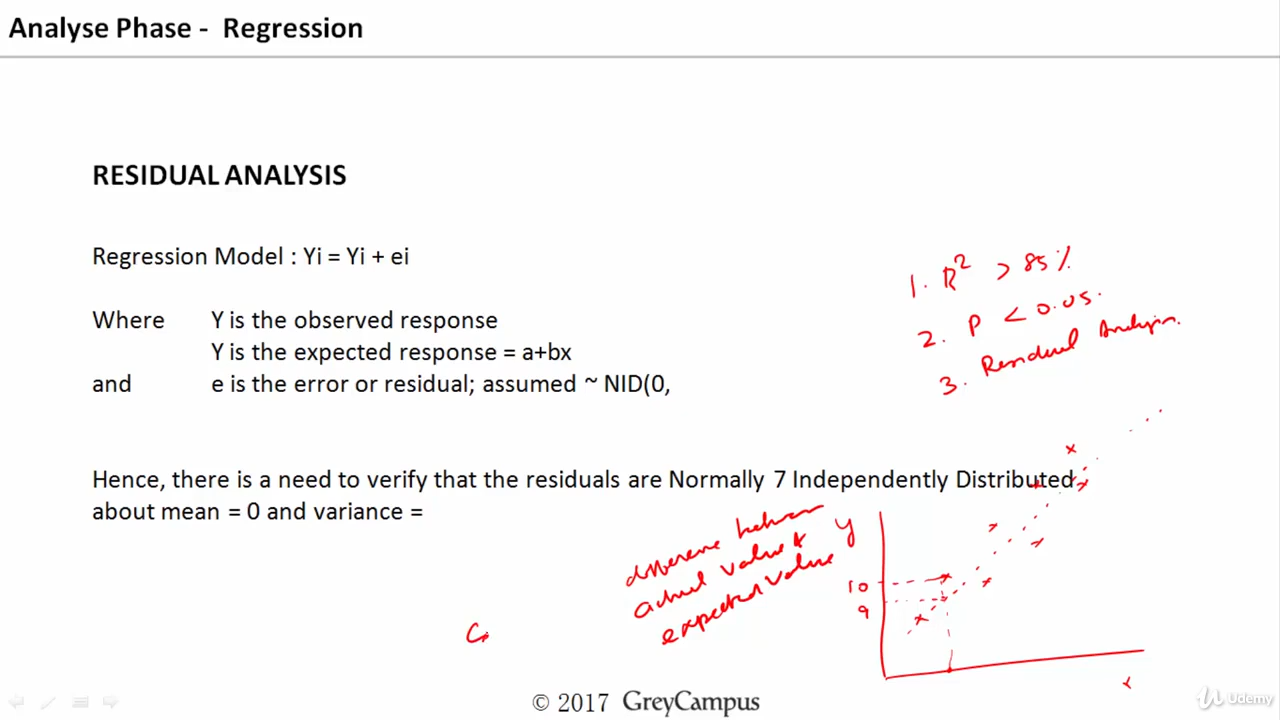 Analyse Phase - Regression
RESIDUAL ANALYSIS
Regression Model : Yi = Yi + ei
Where Y is the observed response
Y is the expected response = a+bx
and e is the error or residual; assumed ~ NID(0,
Hence, there is a need to verify that the residuals are Normally 7 Independently Distributed
about mean = 0 and variance =
1. R² > 85%
2. P < 0.05.
3. Residual Analysis.
difference between
actual value &
expected value
Y
10
9
x
© 2017 GreyCampus
Udemy